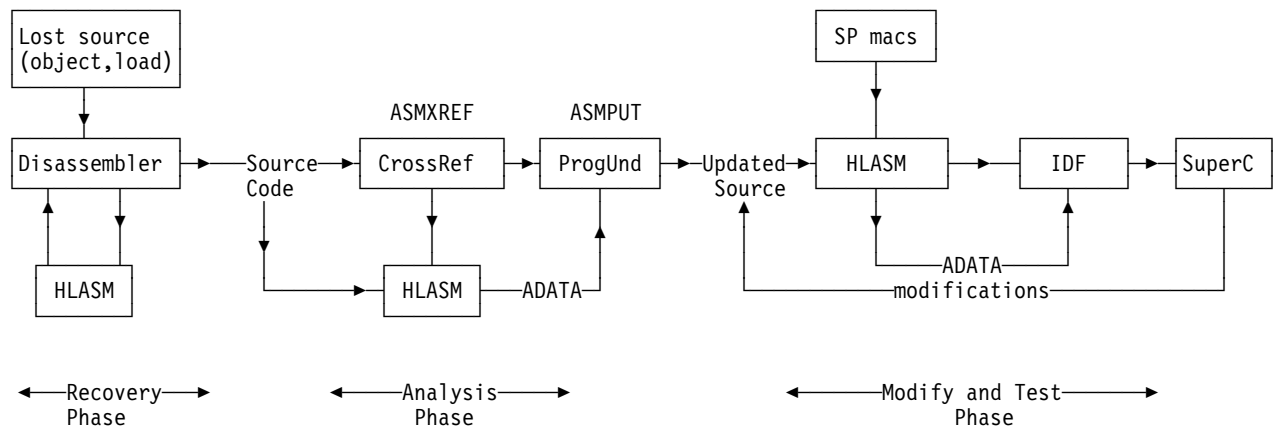 Lost source
(object,load)
SP macs
ASMXREF
ASMPUT
Disassembler
Source
Code
CrossRef
ProgUnd
Updated
Source
HLASM
IDF
SuperC
HLASM
HLASM
ADATA
ADATA
modifications
Recovery
Phase
Analysis
Phase
Modify and Test
Phase